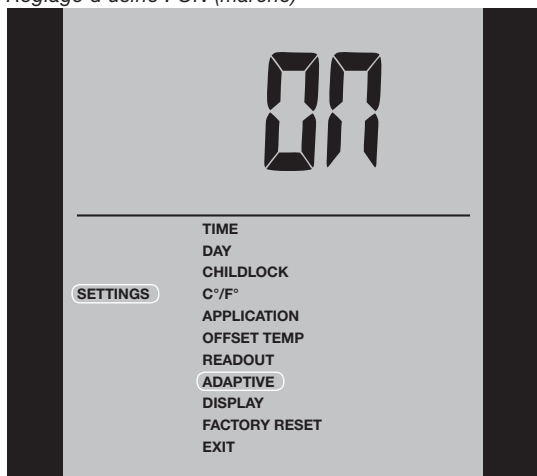 Réglage d'usine : ON (marche)
ON
TIME
DAY
CHILDLOCK
SETTINGS C°/F°
APPLICATION
OFFSET TEMP
READOUT
ADAPTIVE
DISPLAY
FACTORY RESET
EXIT